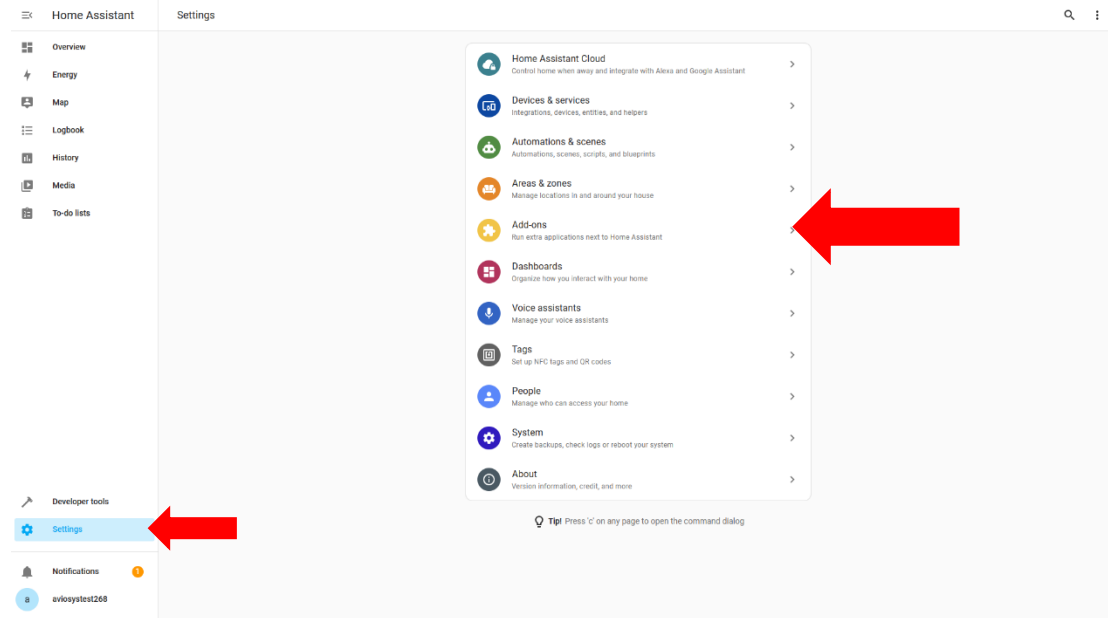 Home Assistant
Settings
Overview
Energy
Map
Logbook
History
Media
To-do lists
Developer tools
Settings
Notifications
1
a
aviosystest268
Home Assistant Cloud
Control home when away and integrate with Alexa and Google Assistant
Devices & services
Integrations, devices, entities, and helpers
Automations & scenes
Automations, scenes, scripts, and blueprints
Areas & zones
Manage locations in and around your house
Add-ons
Run extra applications next to Home Assistant
Dashboards
Organize how you interact with your home
Voice assistants
Manage your voice assistants
Tags
Set up NFC tags and QR codes
People
Manage who can access your home
System
Create backups, check logs or reboot your system
About
Version information, credit, and more
Tip! Press 'c' on any page to open the command dialog